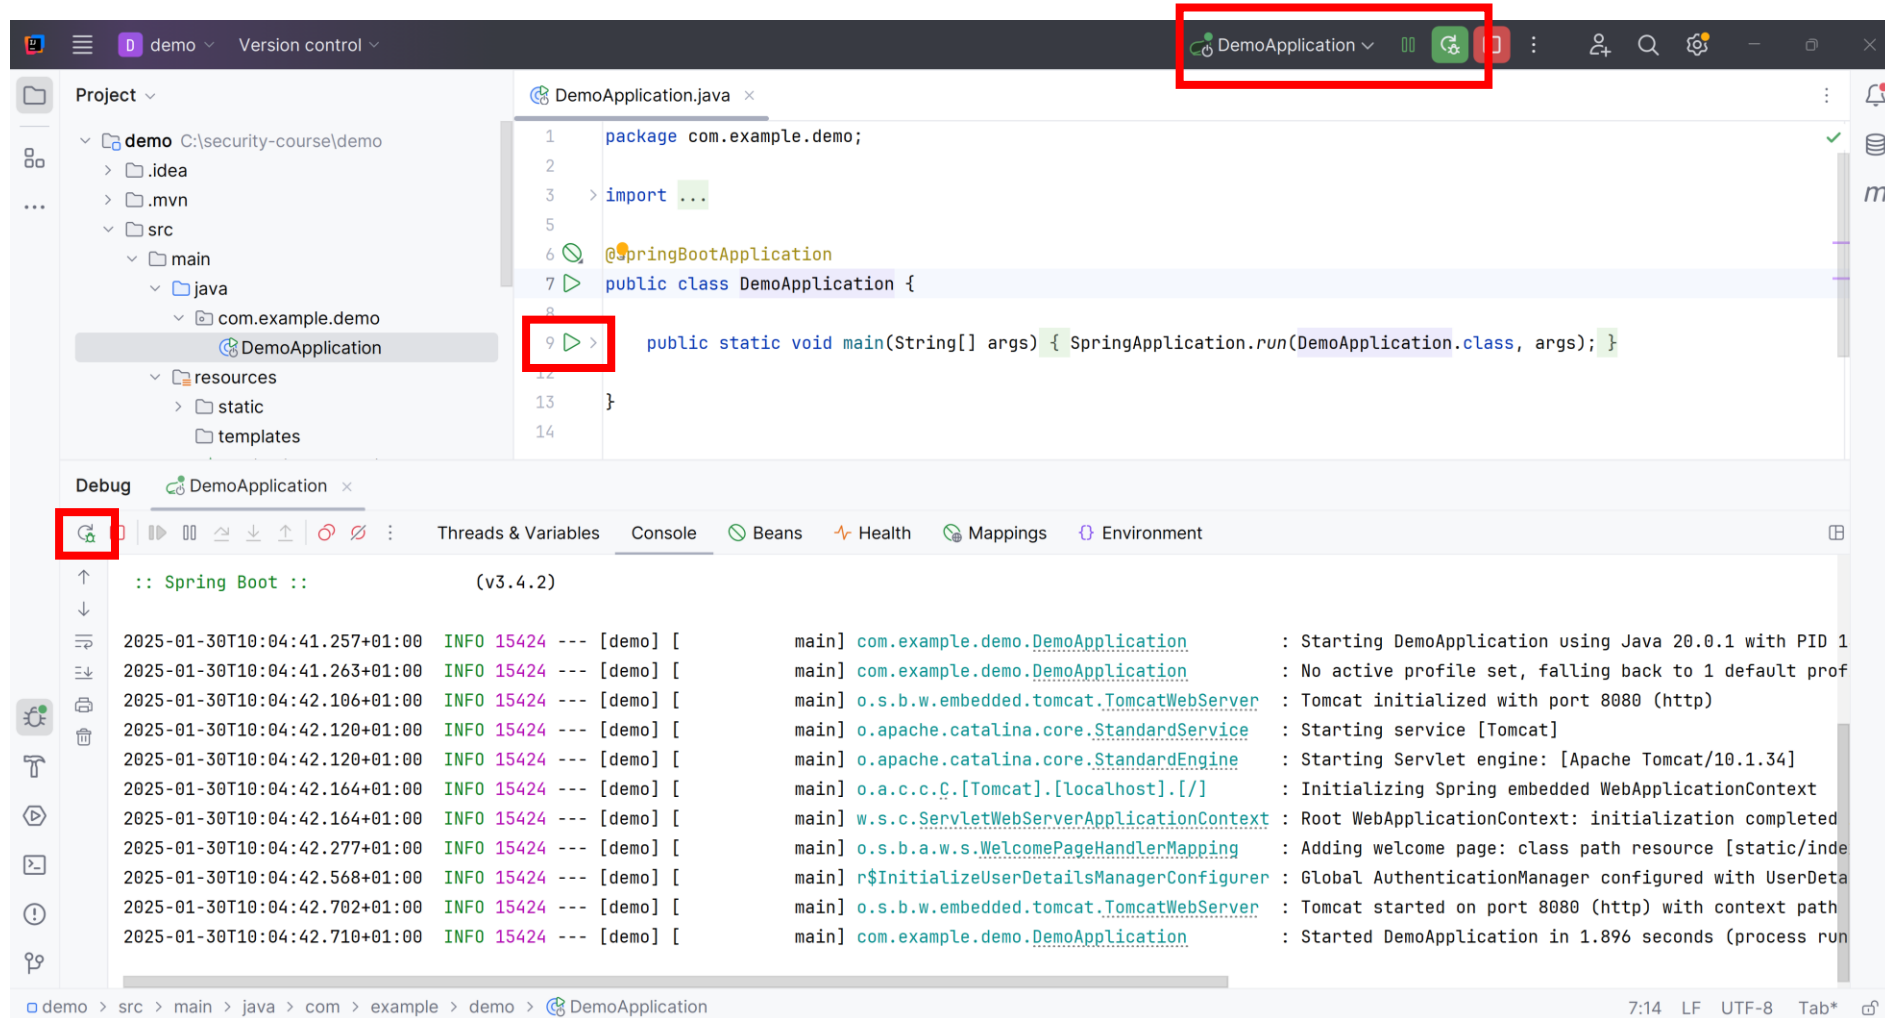 D demo Version control DemoApplication
Project
DemoApplication.java
demo C:\security-course\demo
.idea
.mvn
src
main
java
com.example.demo
DemoApplication
resources
static
templates
1 package com.example.demo;
2
3 import ...
5
6 @SpringBootApplication
7 public class DemoApplication {
8
9 public static void main(String[] args) { SpringApplication.run(DemoApplication.class, args); }
12
13 }
14
m
Debug DemoApplication
Threads & Variables Console Beans Health Mappings Environment
:: Spring Boot :: (v3.4.2)
2025-01-30T10:04:41.257+01:00 INFO 15424 --- [demo] [ main] com.example.demo.DemoApplication : Starting DemoApplication using Java 20.0.1 with PID 1
2025-01-30T10:04:41.263+01:00 INFO 15424 --- [demo] [ main] com.example.demo.DemoApplication : No active profile set, falling back to 1 default prof
2025-01-30T10:04:42.106+01:00 INFO 15424 --- [demo] [ main] o.s.b.w.embedded.tomcat.TomcatWebServer : Tomcat initialized with port 8080 (http)
2025-01-30T10:04:42.120+01:00 INFO 15424 --- [demo] [ main] o.apache.catalina.core.StandardService : Starting service [Tomcat]
2025-01-30T10:04:42.120+01:00 INFO 15424 --- [demo] [ main] o.apache.catalina.core.StandardEngine : Starting Servlet engine: [Apache Tomcat/10.1.34]
2025-01-30T10:04:42.164+01:00 INFO 15424 --- [demo] [ main] o.a.c.c.C.[Tomcat].[localhost].[/] : Initializing Spring embedded WebApplicationContext
2025-01-30T10:04:42.164+01:00 INFO 15424 --- [demo] [ main] w.s.c.ServletWebServerApplicationContext : Root WebApplicationContext: initialization completed
2025-01-30T10:04:42.277+01:00 INFO 15424 --- [demo] [ main] o.s.b.a.w.s.WelcomePageHandlerMapping : Adding welcome page: class path resource [static/inde
2025-01-30T10:04:42.568+01:00 INFO 15424 --- [demo] [ main] r$InitializeUserDetailsManagerConfigurer : Global AuthenticationManager configured with UserDeta
2025-01-30T10:04:42.702+01:00 INFO 15424 --- [demo] [ main] o.s.b.w.embedded.tomcat.TomcatWebServer : Tomcat started on port 8080 (http) with context path
2025-01-30T10:04:42.710+01:00 INFO 15424 --- [demo] [ main] com.example.demo.DemoApplication : Started DemoApplication in 1.896 seconds (process run
demo > src > main > java > com > example > demo > DemoApplication 7:14 LF UTF-8 Tab*